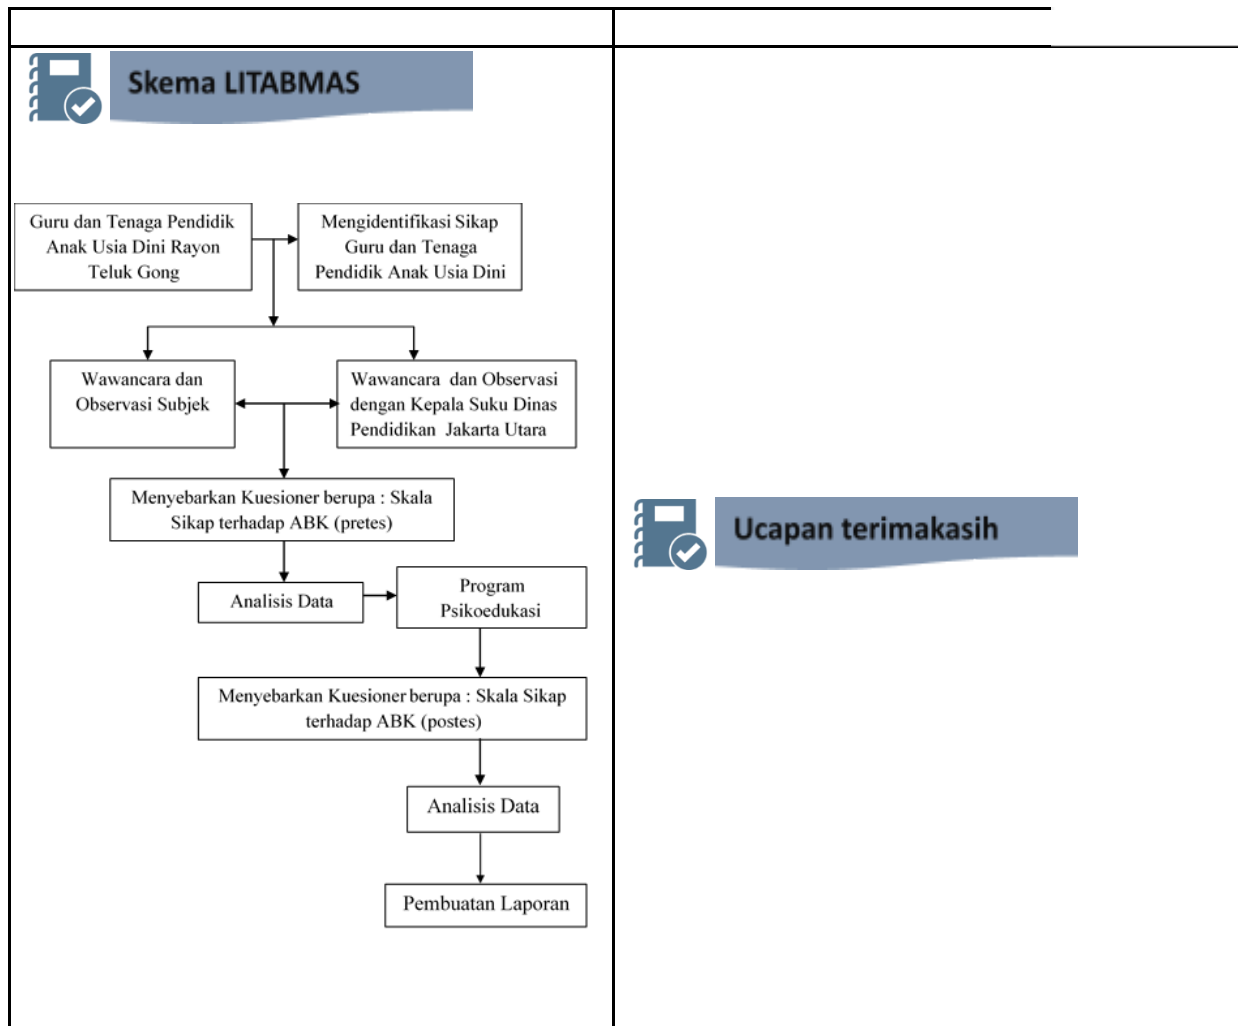 Skema LITABMAS
Guru dan Tenaga Pendidik
Anak Usia Dini Rayon
Teluk Gong
Mengidentifikasi Sikap
Guru dan Tenaga
Pendidik Anak Usia Dini
Wawancara dan
Observasi Subjek
Wawancara dan Observasi
dengan Kepala Suku Dinas
Pendidikan Jakarta Utara
Menyebarkan Kuesioner berupa : Skala
Sikap terhadap ABK (pretes)
Analisis Data
Program
Psikoedukasi
Menyebarkan Kuesioner berupa : Skala Sikap
terhadap ABK (postes)
Analisis Data
Pembuatan Laporan
Ucapan terimakasih